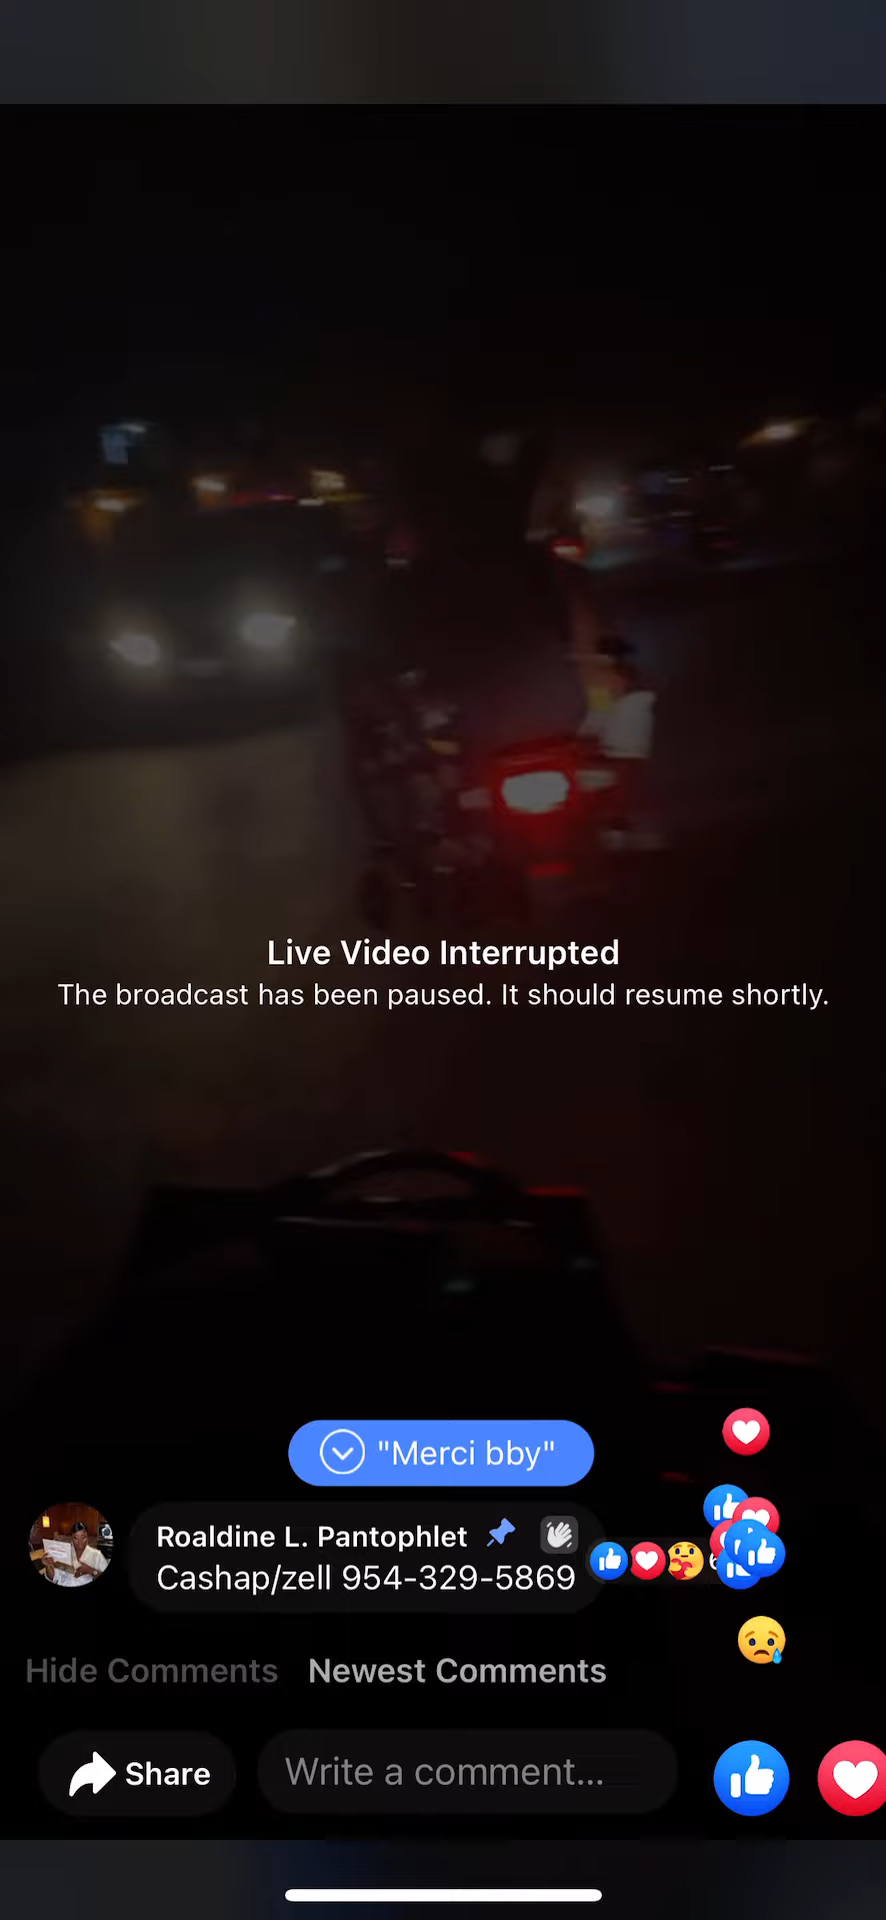 Live Video Interrupted
The broadcast has been paused. It should resume shortly.
"Merci bby"
Roaldine L. Pantophlet
Cashap/zell 954-329-5869
Hide Comments Newest Comments
Share Write a comment...